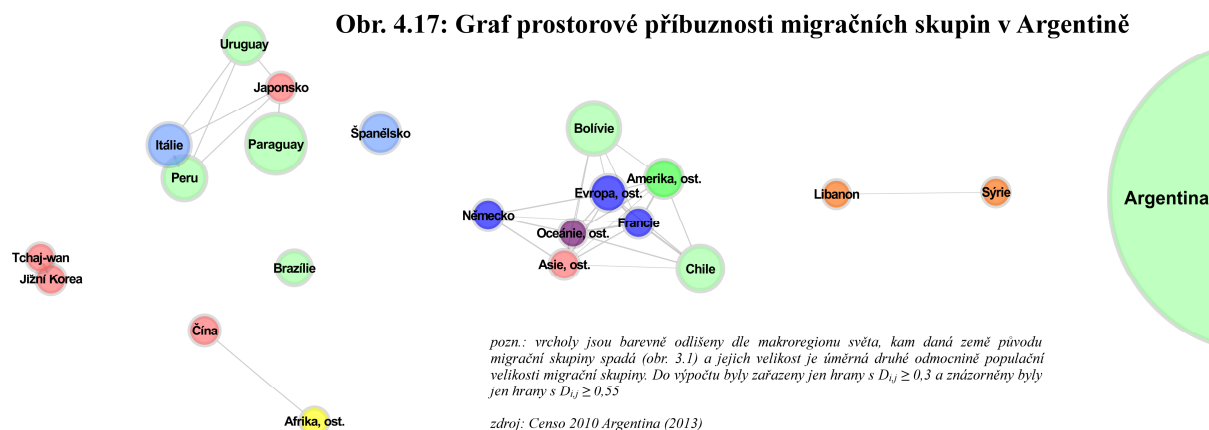 Obr. 4.17: Graf prostorové příbuznosti migračních skupin v Argentině
Uruguay
Japonsko
Španělsko
Itálie
Paraguay
Peru
Bolívie
Amerika, ost.
Evropa, ost.
Německo
Francie
Oceánie, ost.
Asie, ost.
Chile
Libanon
Sýrie
Argentina
Tchaj-wan
Jižní Korea
Brazílie
Čína
Afrika, ost.
pozn.: vrcholy jsou barevně odlišeny dle makroregionu světa, kam daná země původu
migrační skupiny spadá (obr. 3.1) a jejich velikost je úměrná druhé odmocnině populační
velikosti migrační skupiny. Do výpočtu byly zařazeny jen hrany s Di,j ≥ 0,3 a znázorněny byly
jen hrany s Di,j ≥ 0,55
zdroj: Censo 2010 Argentina (2013)